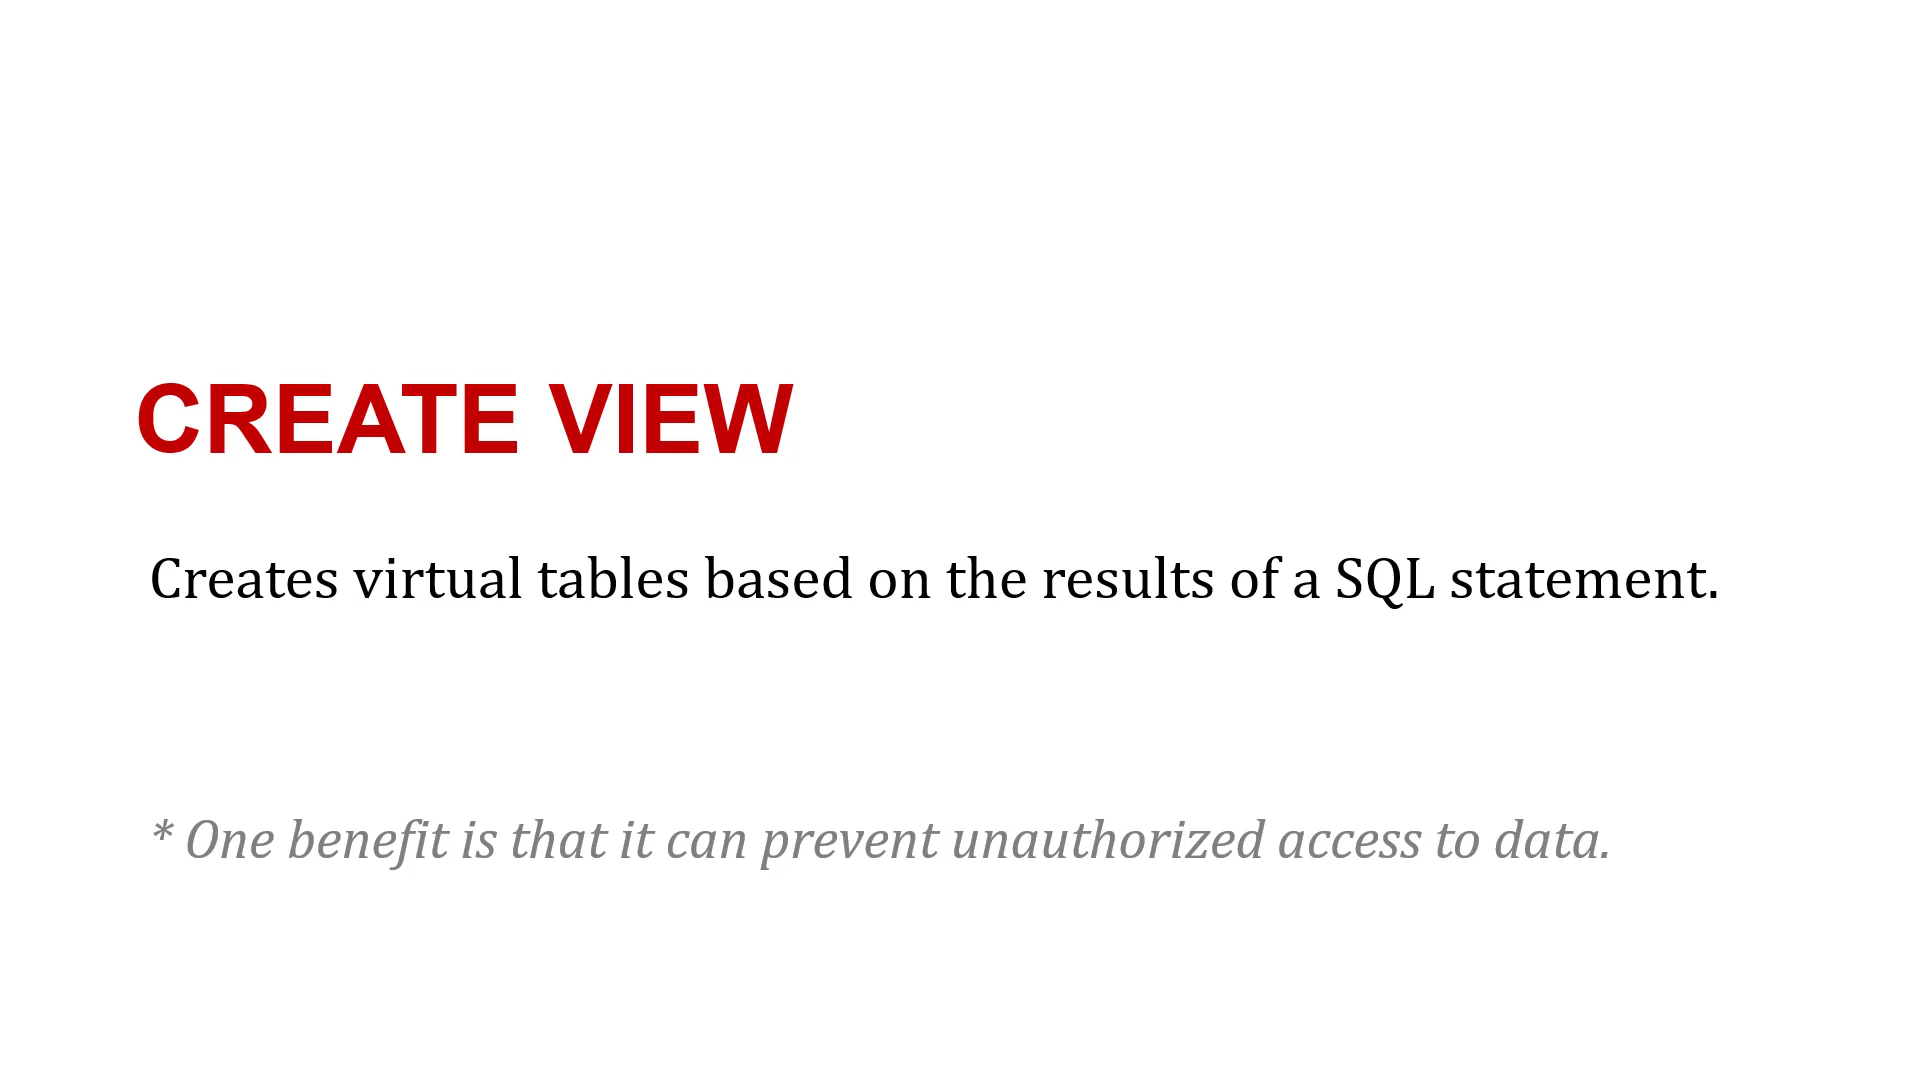 CREATE VIEW
Creates virtual tables based on the results of a SQL statement.
* One benefit is that it can prevent unauthorized access to data.